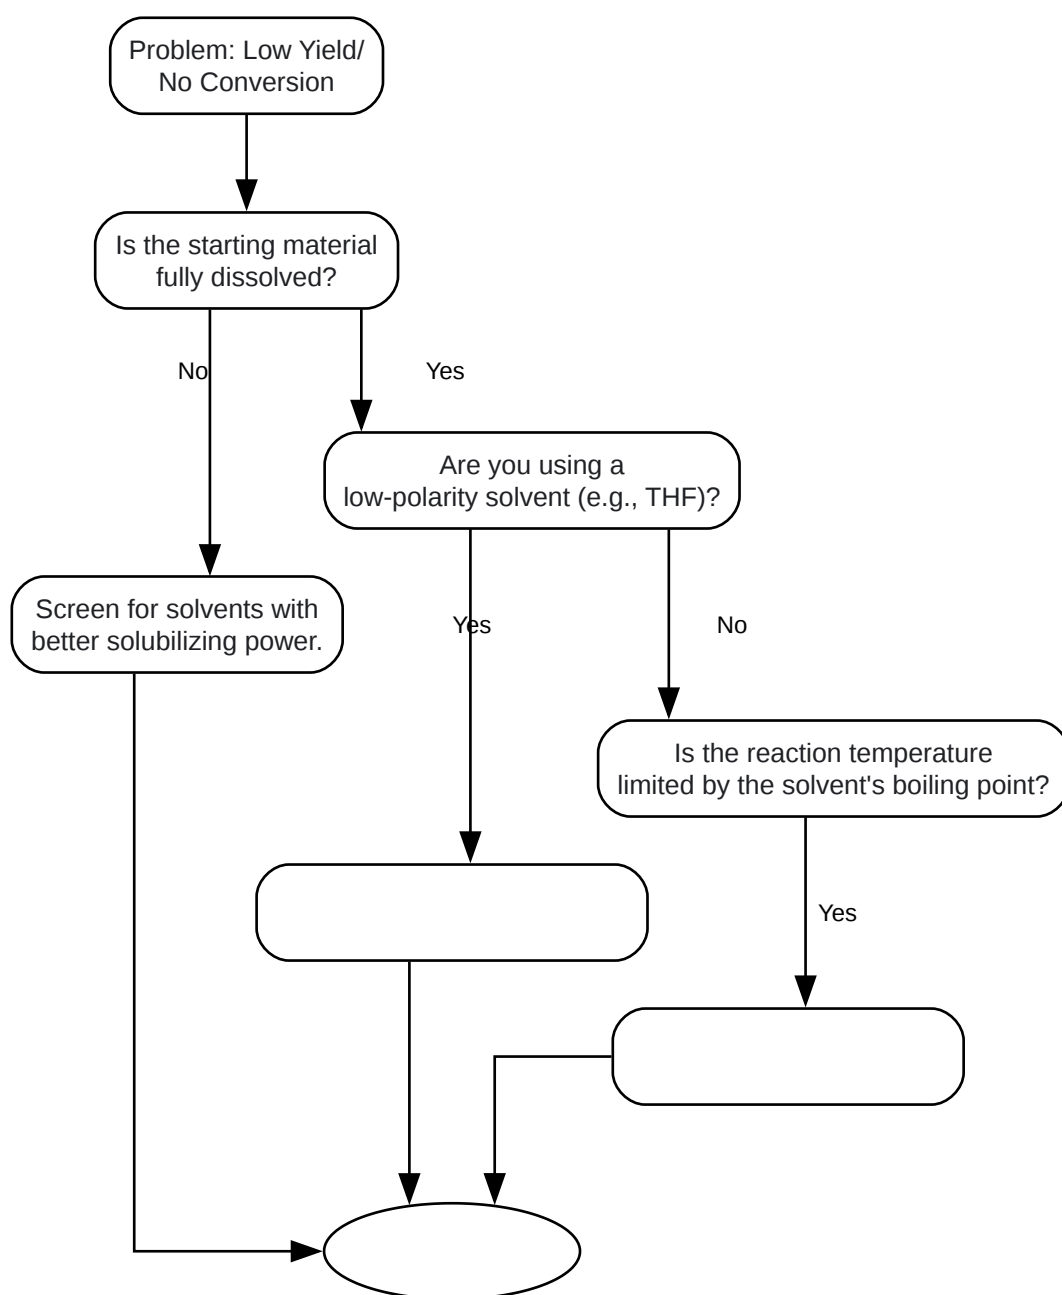 Problem: Low Yield/
No Conversion
Is the starting material
fully dissolved?
No
Yes
Are you using a
low-polarity solvent (e.g., THF)?
Screen for solvents with
better solubilizing power.
Yes
No
Is the reaction temperature
limited by the solvent's boiling point?
Yes